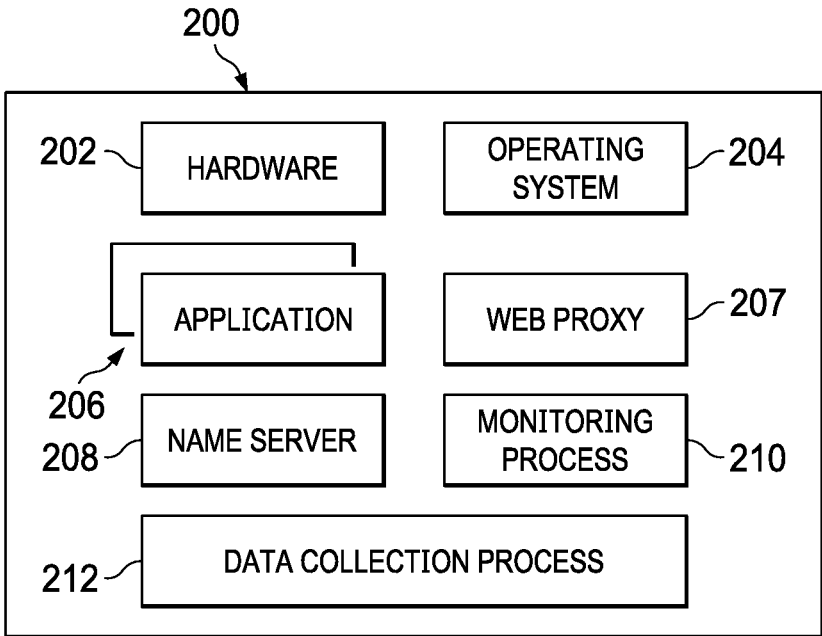 200
202
HARDWARE
OPERATING
SYSTEM
204
APPLICATION
206
WEB PROXY
207
NAME SERVER
208
MONITORING
PROCESS
210
DATA COLLECTION PROCESS
212